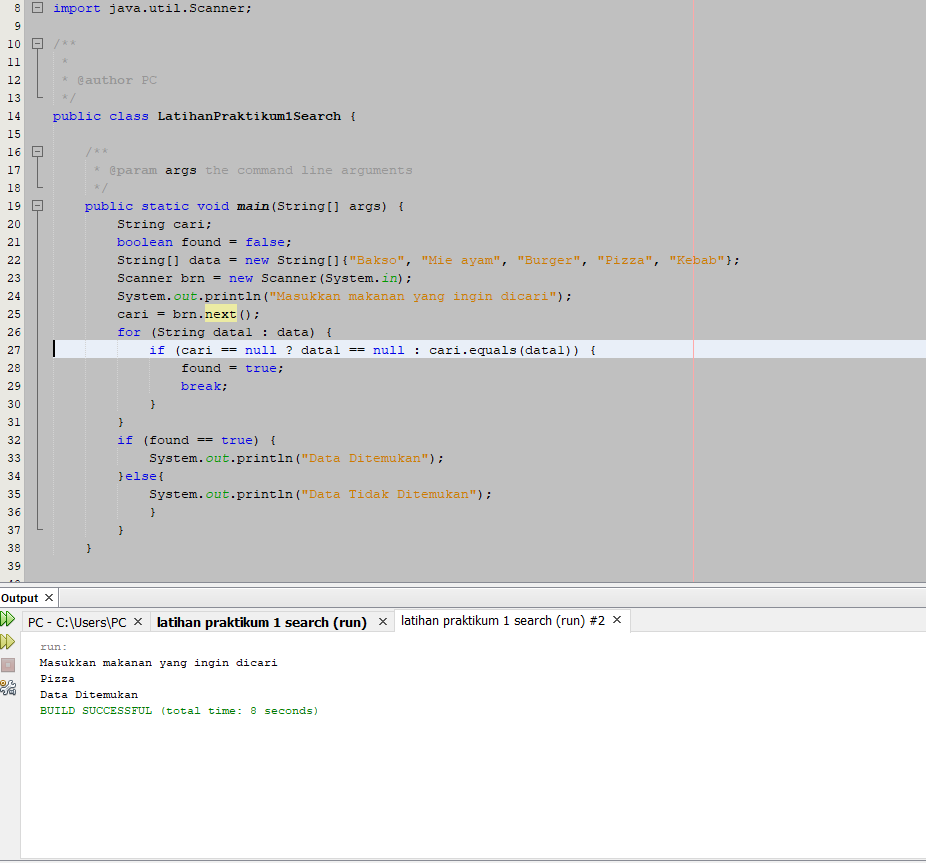 8 import java.util.Scanner;
9
10 /**
11  *
12  * @author PC
13  */
14 public class LatihanPraktikum1Search {
15
16     /**
17      * @param args the command line arguments
18      */
19     public static void main(String[] args) {
20         String cari;
21         boolean found = false;
22         String[] data = new String[]{"Bakso", "Mie ayam", "Burger", "Pizza", "Kebab"};
23         Scanner brn = new Scanner(System.in);
24         System.out.println("Masukkan makanan yang ingin dicari");
25         cari = brn.next();
26         for (String data1 : data) {
27             if (cari == null ? data1 == null : cari.equals(data1)) {
28                 found = true;
29                 break;
30             }
31         }
32         if (found == true) {
33             System.out.println("Data Ditemukan");
34         }else{
35             System.out.println("Data Tidak Ditemukan");
36             }
37         }
38     }
39
Output ×
PC - C:\Users\PC × latihan praktikum 1 search (run) × latihan praktikum 1 search (run) #2 ×
run:
Masukkan makanan yang ingin dicari
Pizza
Data Ditemukan
BUILD SUCCESSFUL (total time: 8 seconds)